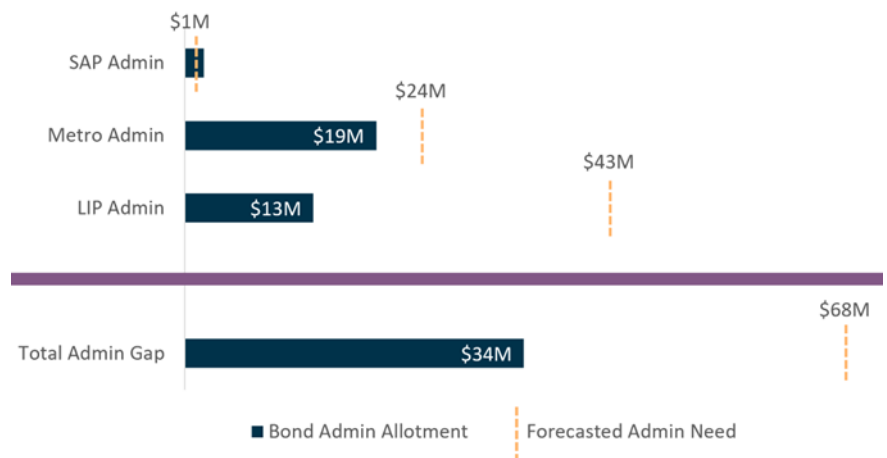 $1M
SAP Admin
$24M
Metro Admin
$19M
$43M
LIP Admin
$13M
$68M
Total Admin Gap
$34M
Bond Admin Allotment
Forecasted Admin Need